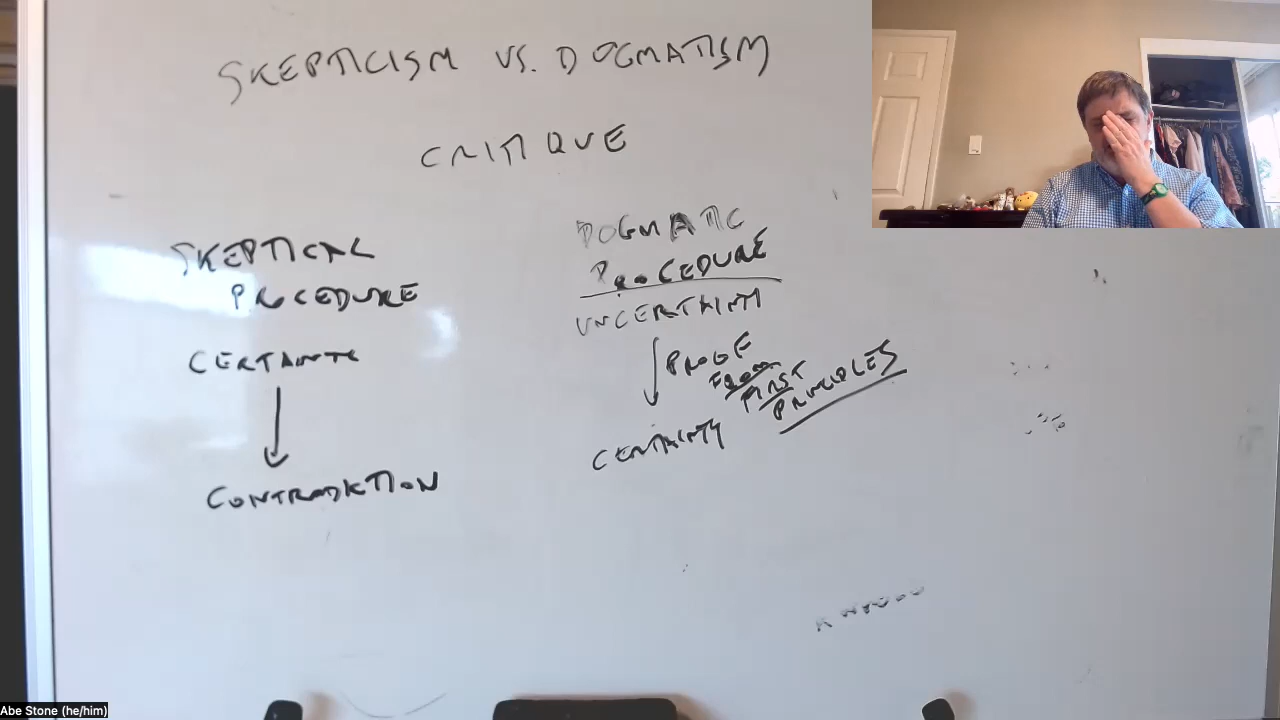 SKEPTICISM VS. DOGMATISM
CRITIQUE
SKEPTICAL
PROCEDURE
CERTAINTY
CONTRADICTION
DOGMATIC
PROCEDURE
UNCERTAINTY
PROOF
FROM
FIRST
PRINCIPLES
CERTAINTY
Abe Stone (he/him)